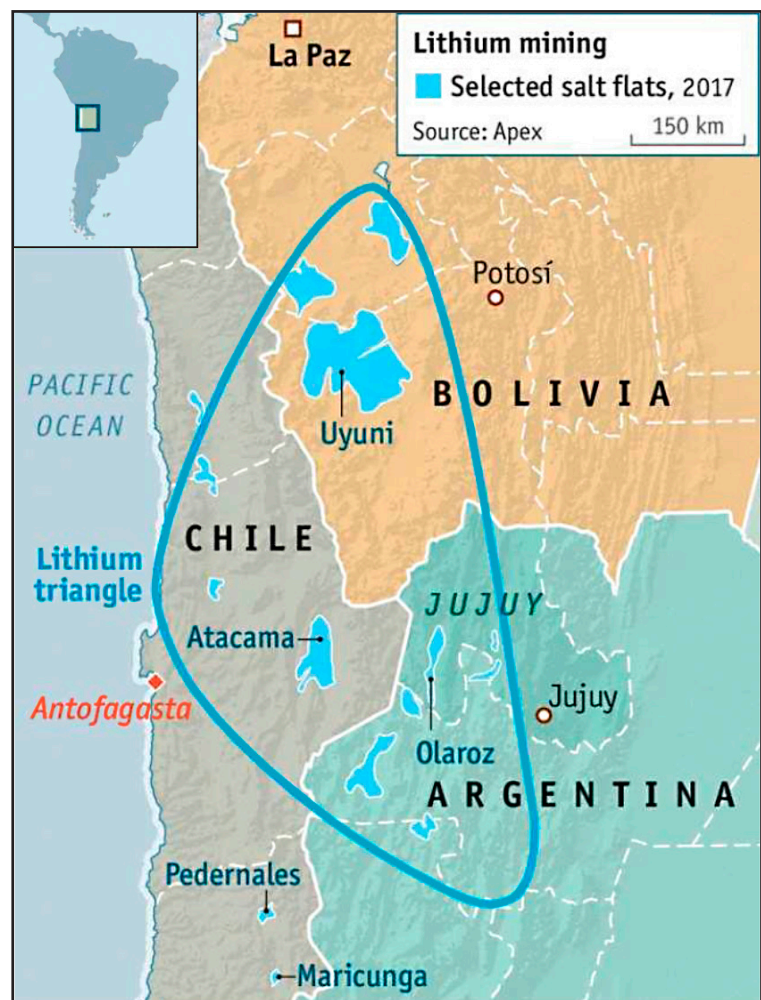 La Paz
Lithium mining
Selected salt flats, 2017
Source: Apex
150 km
Potosí
PACIFIC
OCEAN
BOLIVIA
Uyuni
CHILE
Lithium
triangle
JUJUY
Atacama
Antofagasta
Jujuy
Olaroz
ARGENTINA
Pedernales
Maricunga